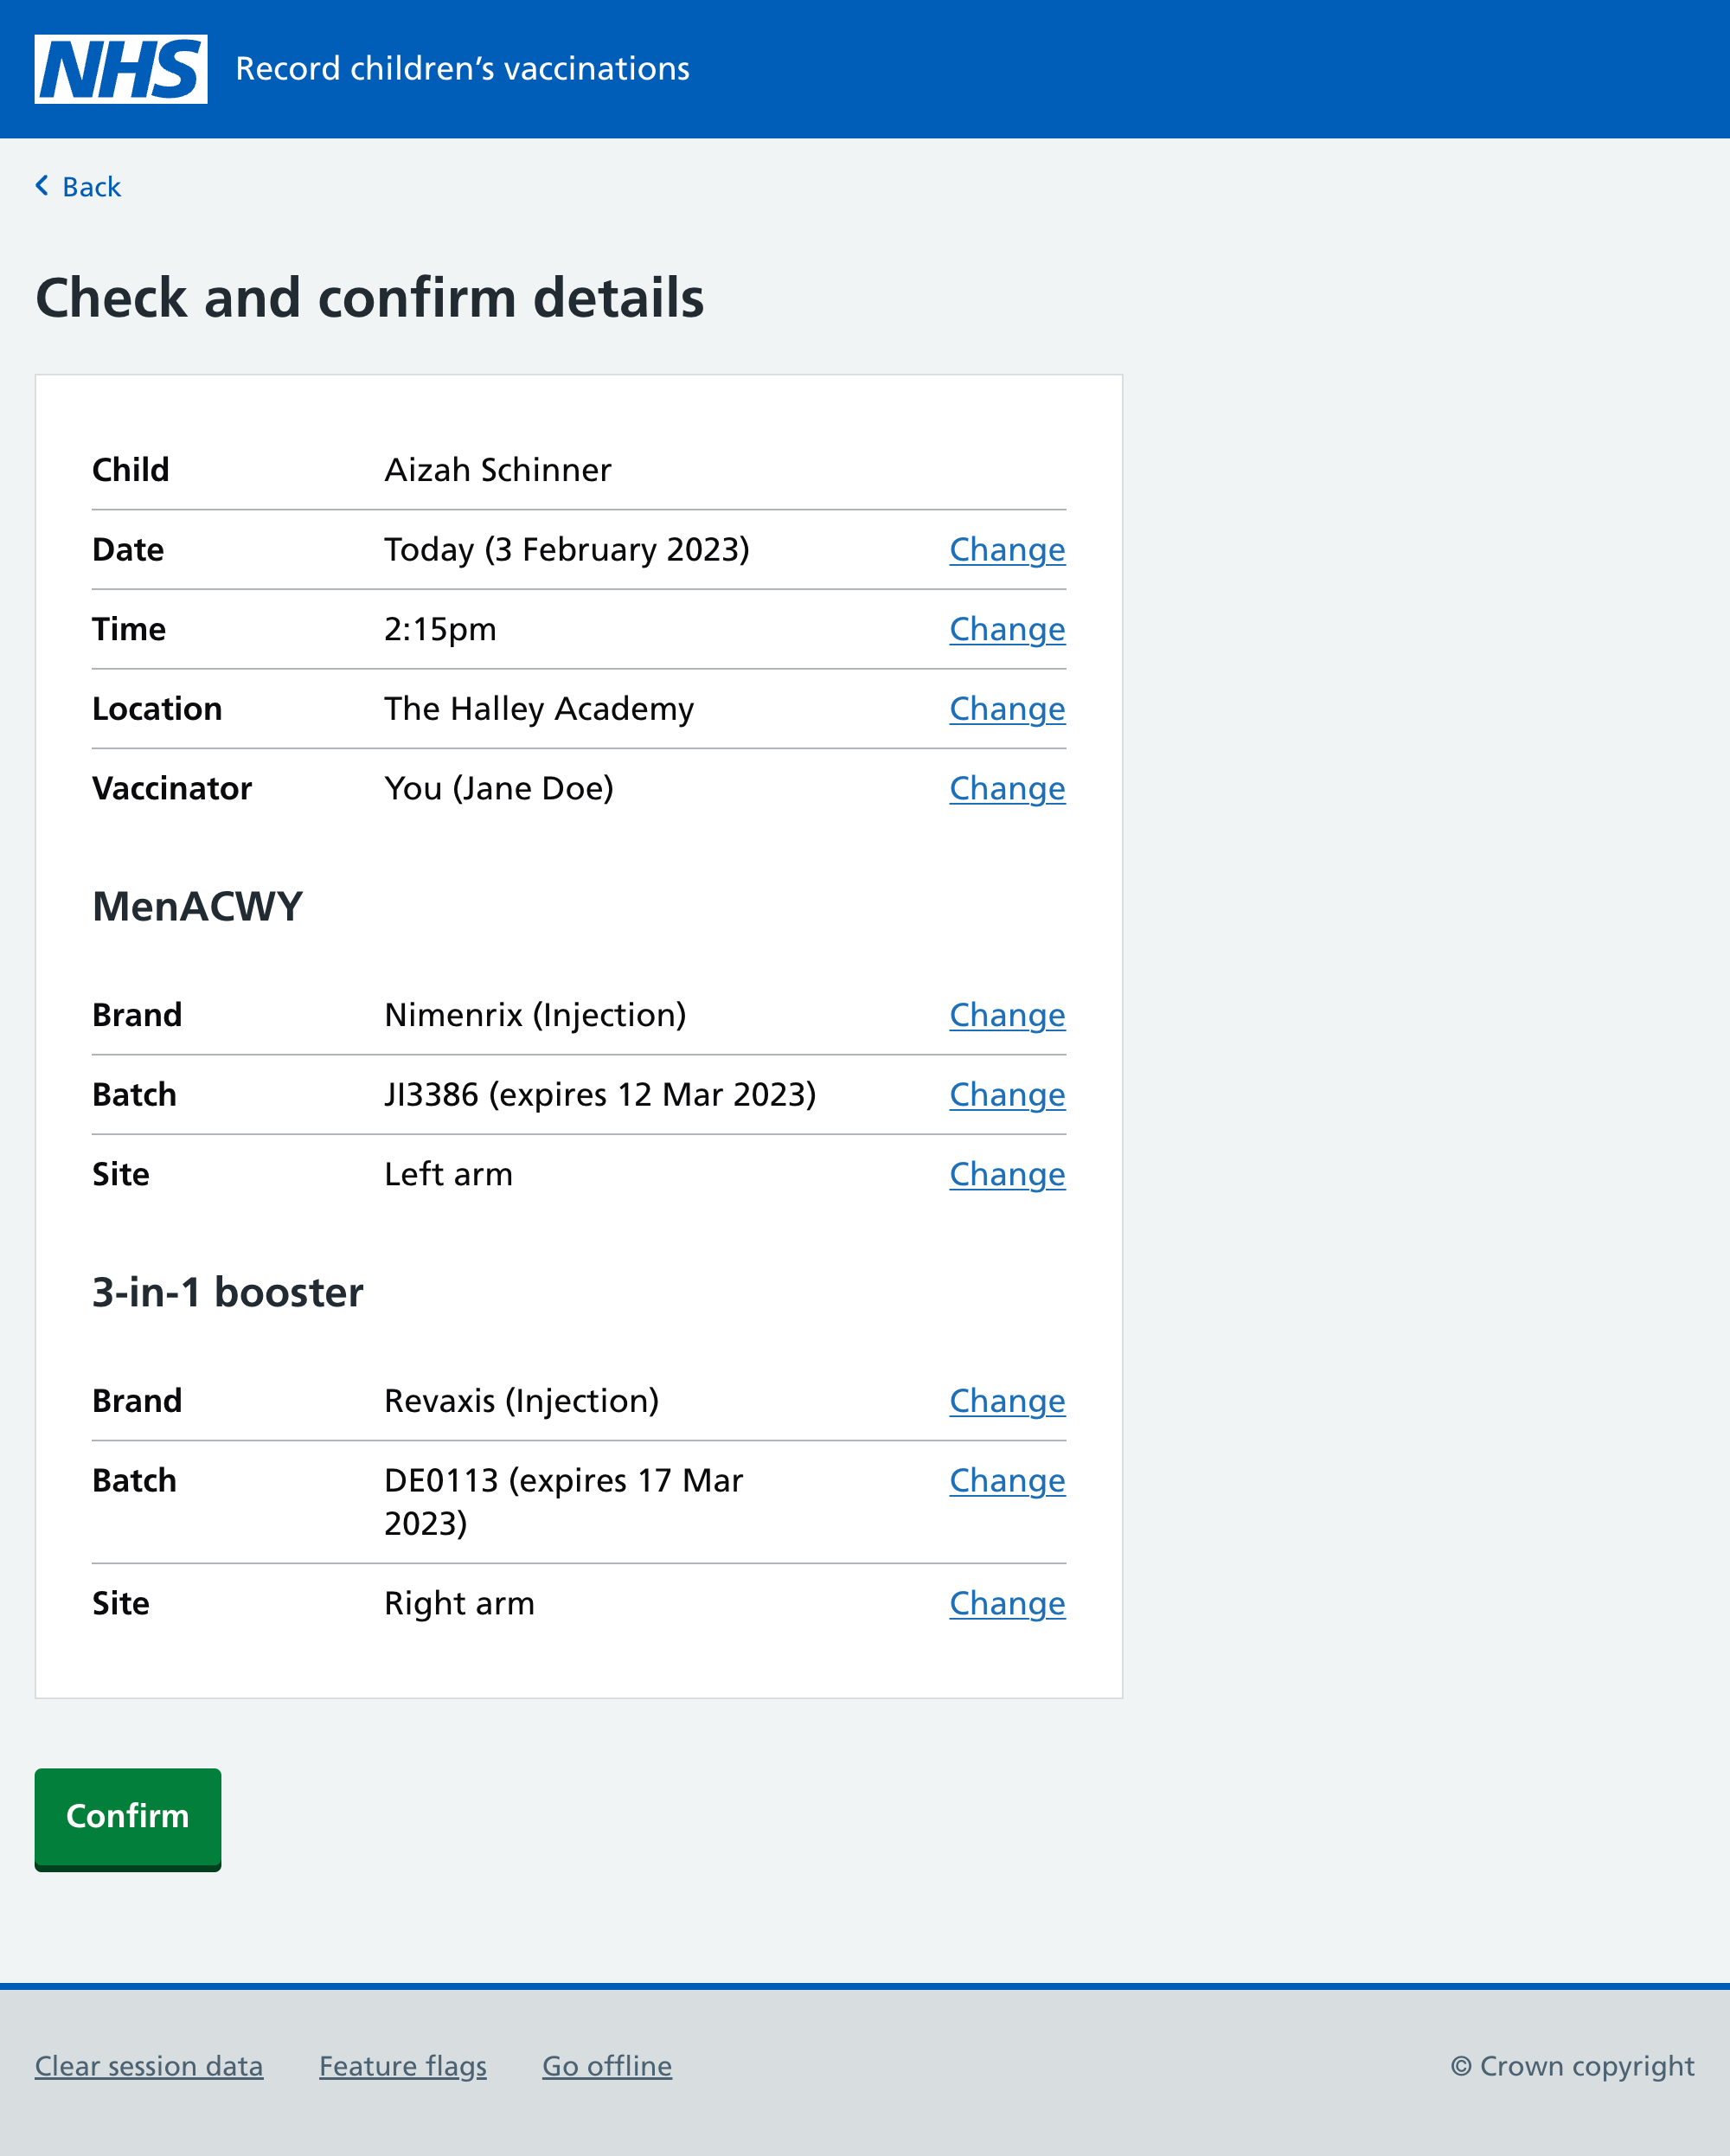 NHS Record children’s vaccinations
Back
Check and confirm details
Child Aizah Schinner
Date Today (3 February 2023) Change
Time 2:15pm Change
Location The Halley Academy Change
Vaccinator You (Jane Doe) Change
MenACWY
Brand Nimenrix (Injection) Change
Batch JI3386 (expires 12 Mar 2023) Change
Site Left arm Change
3-in-1 booster
Brand Revaxis (Injection) Change
Batch DE0113 (expires 17 Mar Change
2023)
Site Right arm Change
Confirm
Clear session data Feature flags Go offline © Crown copyright